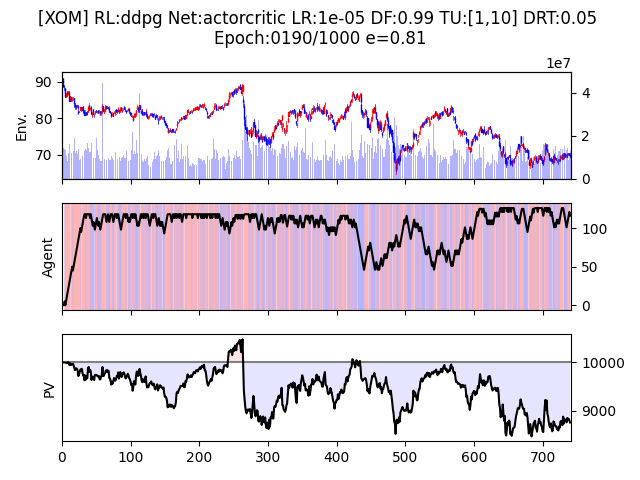 [XOM] RL:ddpg Net:actorcritic LR:1e-05 DF:0.99 TU:[1,10] DRT:0.05
Epoch:0190/1000 e=0.81
1e7
90
80
70
Env.
4
2
0
Agent
100
50
0
PV
10000
9000
0 100 200 300 400 500 600 700